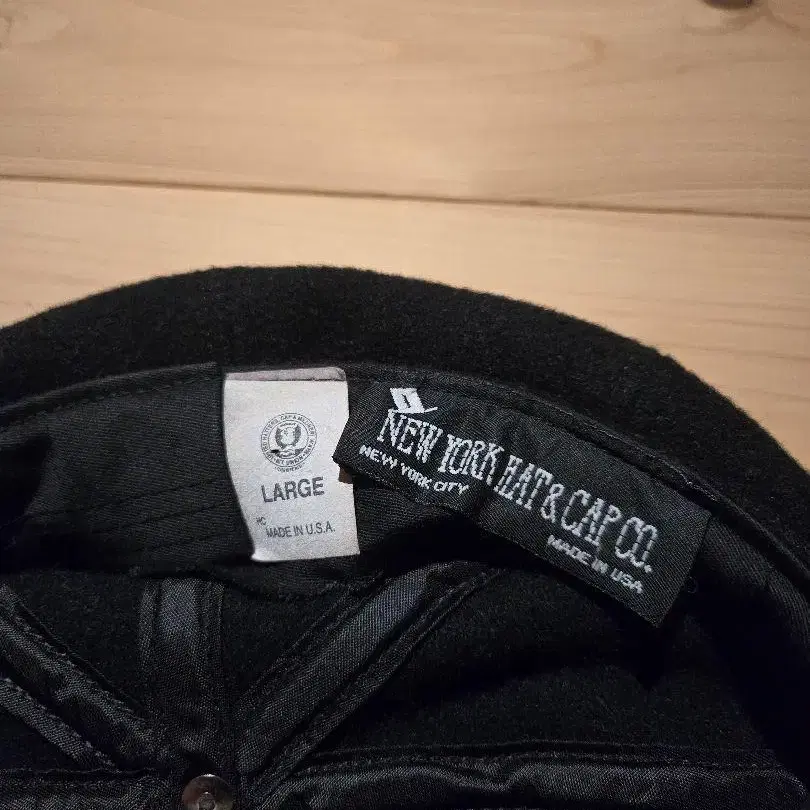 LARGE
MADE IN U.S.A.
NEW YORK HAT & CAP CO.
NEW YORK CITY
MADE IN USA